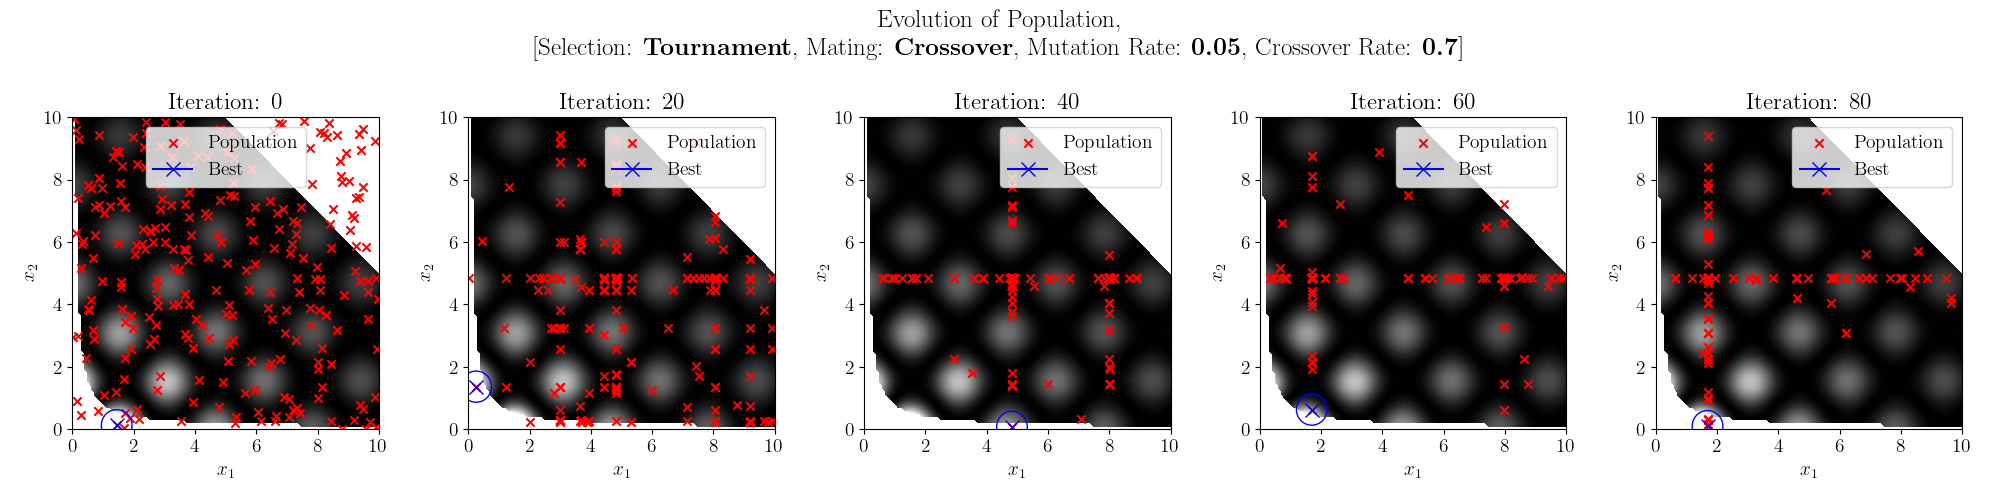 Evolution of Population,
[Selection: Tournament, Mating: Crossover, Mutation Rate: 0.05, Crossover Rate: 0.7]
Iteration: 0
Population
Best
10
8
6
4
2
0
x2
0 2 4 6 8 10
x1
Iteration: 20
Population
Best
10
8
6
4
2
0
x2
0 2 4 6 8 10
x1
Iteration: 40
Population
Best
10
8
6
4
2
0
x2
0 2 4 6 8 10
x1
Iteration: 60
Population
Best
10
8
6
4
2
0
x2
0 2 4 6 8 10
x1
Iteration: 80
Population
Best
10
8
6
4
2
0
x2
0 2 4 6 8 10
x1